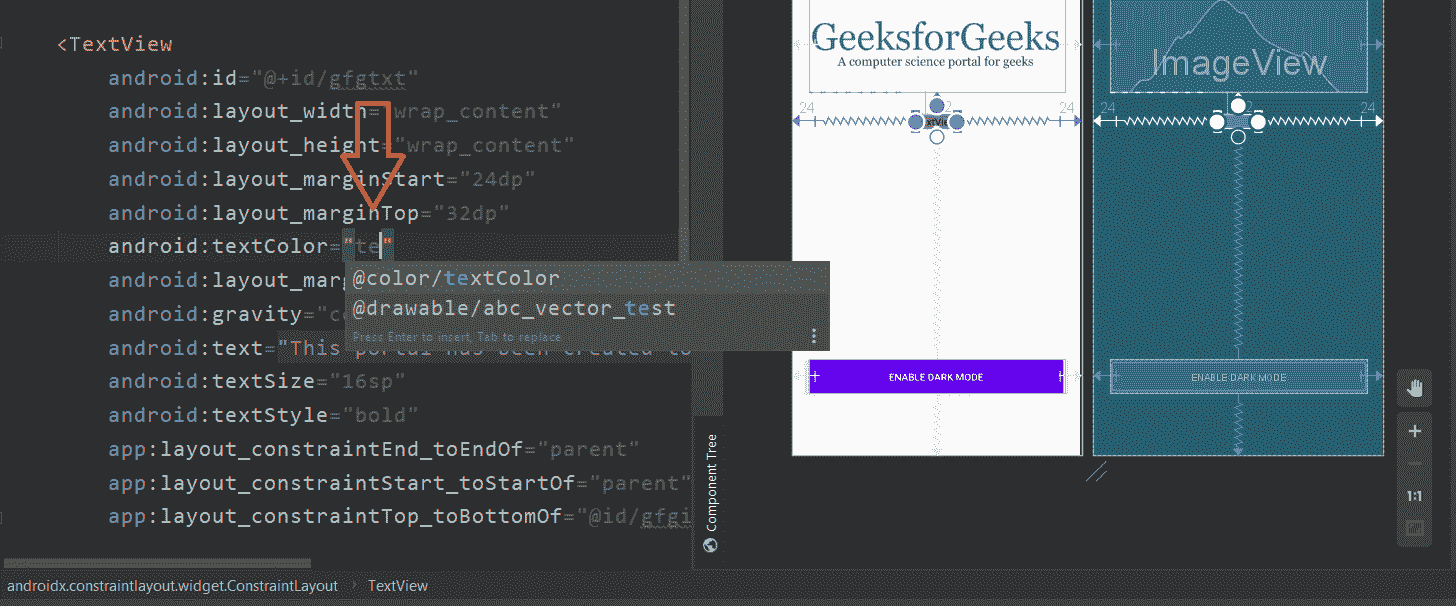 <TextView
android:id="@+id/gfgtxt"
android:layout_width="wrap_content"
android:layout_height="wrap_content"
android:layout_marginStart="24dp"
android:layout_marginTop="32dp"
android:textColor="te"
@color/textColor
@drawable/abc_vector_test
Press Enter to insert, Tab to replace
android:layout_mar
android:gravity="c
android:text="This portal has been created to
android:textSize="16sp"
android:textStyle="bold"
app:layout_constraintEnd_toEndOf="parent"
app:layout_constraintStart_toStartOf="parent"
app:layout_constraintTop_toBottomOf="@id/gfgi
androidx.constraintlayout.widget.ConstraintLayout
TextView
Component Tree
GeeksforGeeks
A computer science portal for geeks
24
24
ENABLE DARK MODE
ImageView
24
2
24
ENABLE DARK MODE
1:1